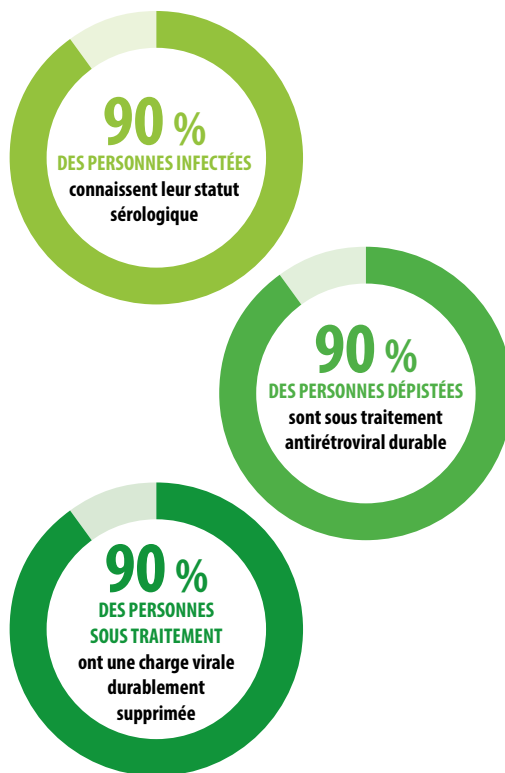 90 %
DES PERSONNES INFECTÉES
connaissent leur statut
sérologique
90 %
DES PERSONNES DÉPISTÉES
sont sous traitement
antirétroviral durable
90 %
DES PERSONNES
SOUS TRAITEMENT
ont une charge virale
durablement
supprimée